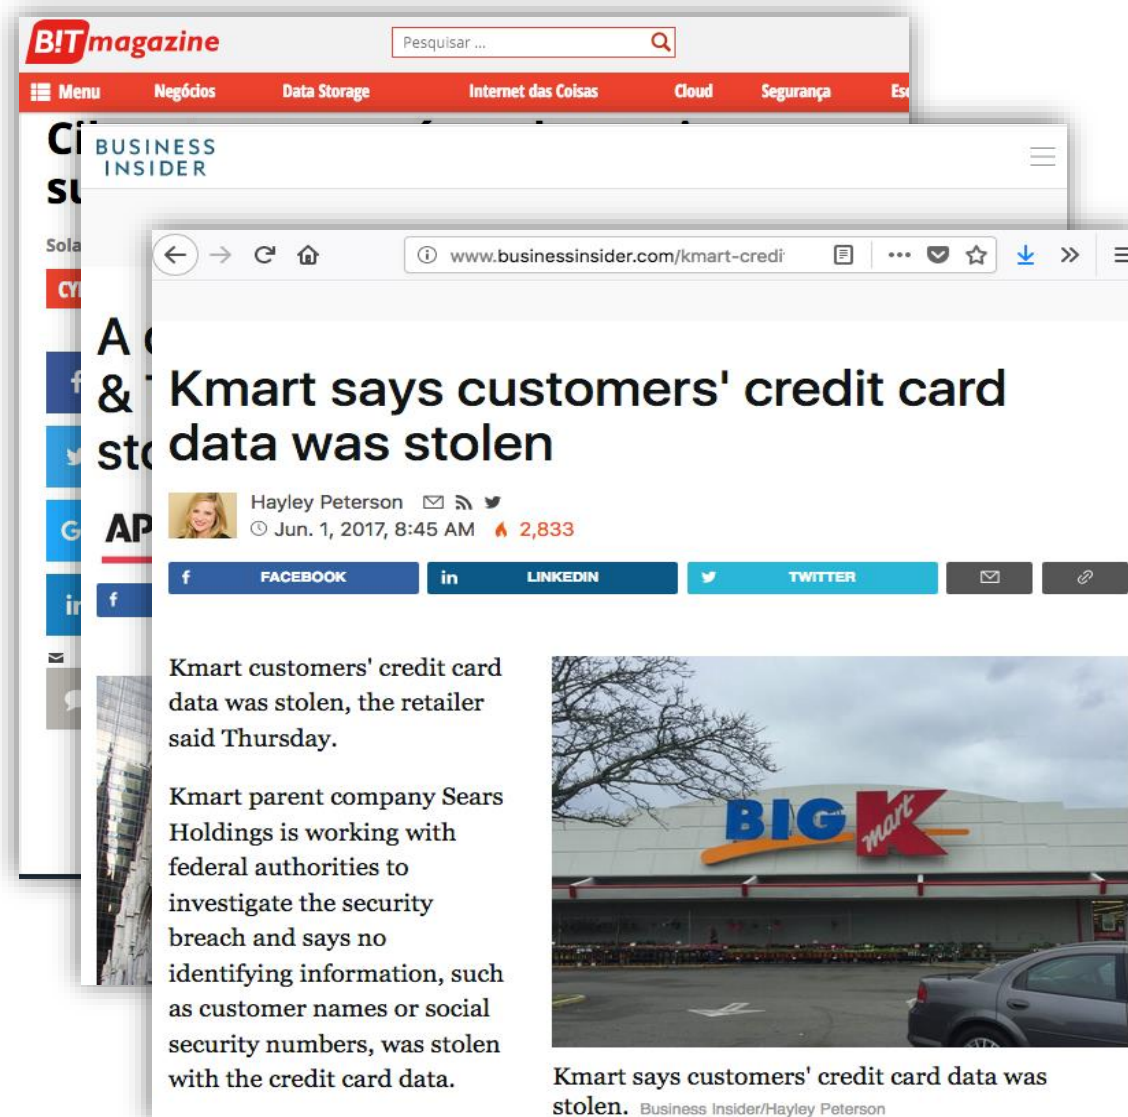 B!T magazine
Pesquisar ...
Menu Negócios Data Storage Internet das Coisas Cloud Segurança
BUSINESS
INSIDER
www.businessinsider.com/kmart-credi
A
&
Kmart says customers' credit card
data was stolen
Hayley Peterson
Jun. 1, 2017, 8:45 AM 2,833
AP
f FACEBOOK in LINKEDIN TWITTER
Kmart customers' credit card
data was stolen, the retailer
said Thursday.
Kmart parent company Sears
Holdings is working with
federal authorities to
investigate the security
breach and says no
identifying information, such
as customer names or social
security numbers, was stolen
with the credit card data.
BIG K mart
Kmart says customers' credit card data was
stolen. Business Insider/Hayley Peterson